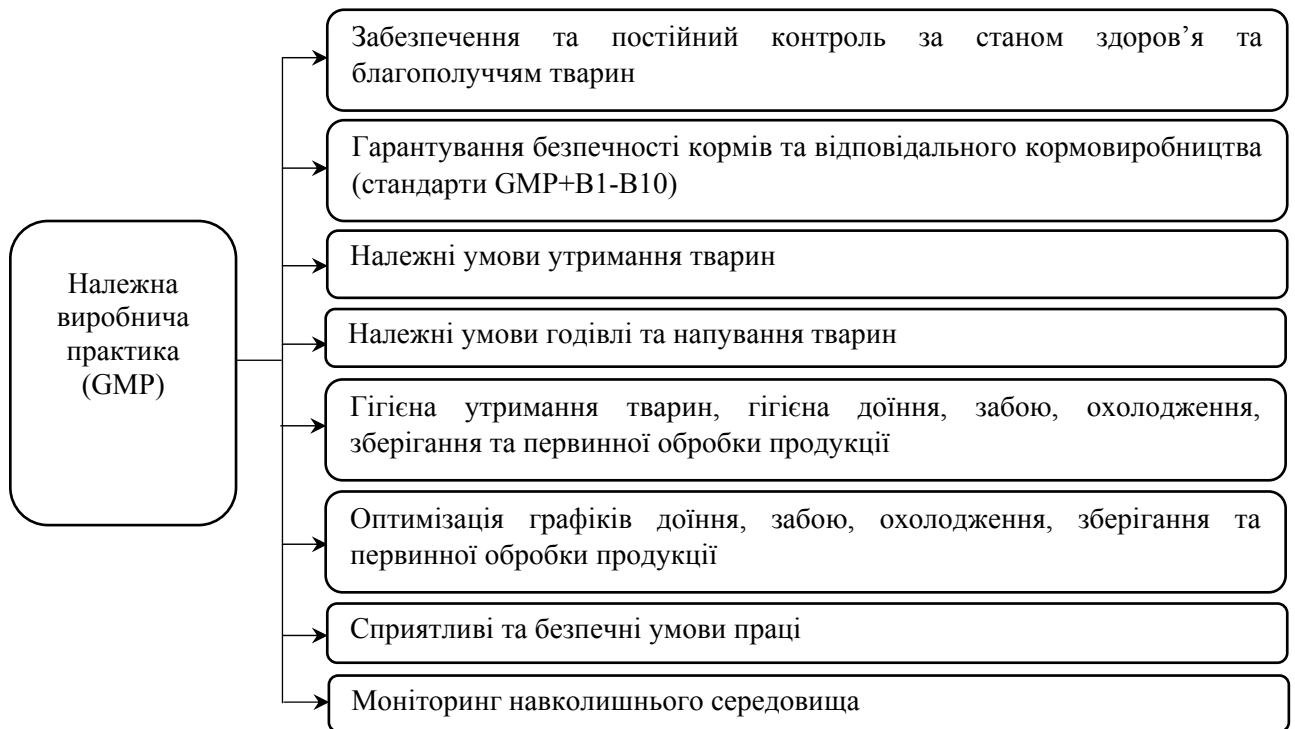 Забезпечення та постійний контроль за станом здоров’я та
благополуччям тварин
Гарантування безпечності кормів та відповідального кормовиробництва
(стандарти GMP+B1-B10)
Належна
виробнича
практика
(GMP)
Належні умови утримання тварин
Належні умови годівлі та напування тварин
Гігієна утримання тварин, гігієна доїння, забою, охолодження,
зберігання та первинної обробки продукції
Оптимізація графіків доїння, забою, охолодження, зберігання та
первинної обробки продукції
Сприятливі та безпечні умови праці
Моніторинг навколишнього середовища